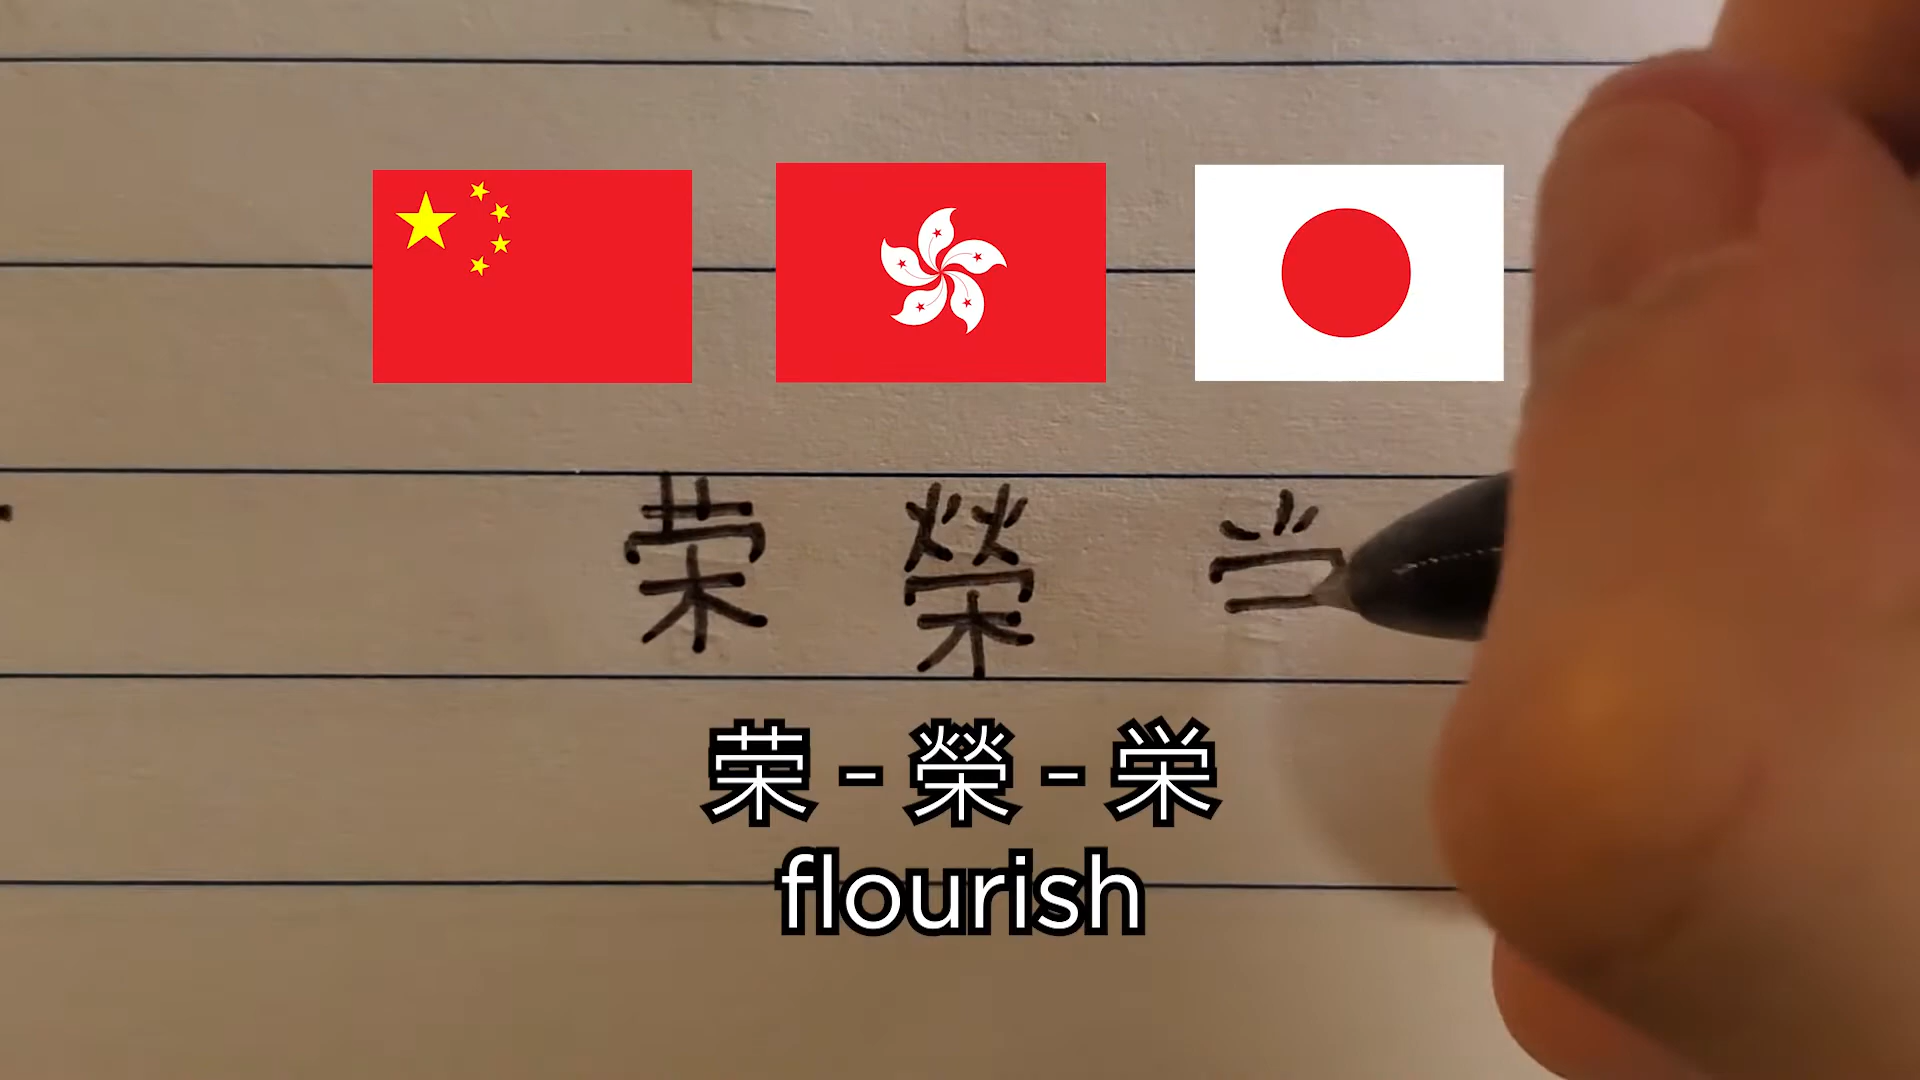 荣 榮
荣 - 榮 - 栄
flourish